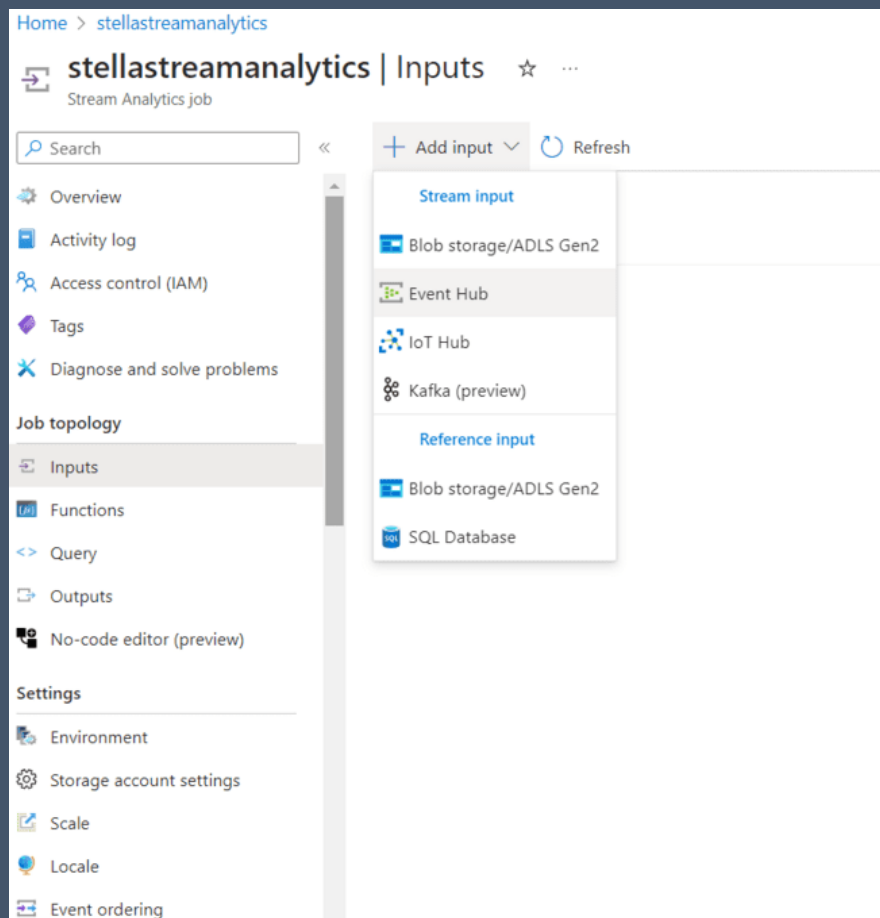 Home > stellastreamanalytics
stellastreamanalytics | Inputs
Stream Analytics job
Search
Overview
Activity log
Access control (IAM)
Tags
Diagnose and solve problems
Job topology
Inputs
Functions
Query
Outputs
No-code editor (preview)
Settings
Environment
Storage account settings
Scale
Locale
Event ordering
Add input
Refresh
Stream input
Blob storage/ADLS Gen2
Event Hub
IoT Hub
Kafka (preview)
Reference input
Blob storage/ADLS Gen2
SQL Database